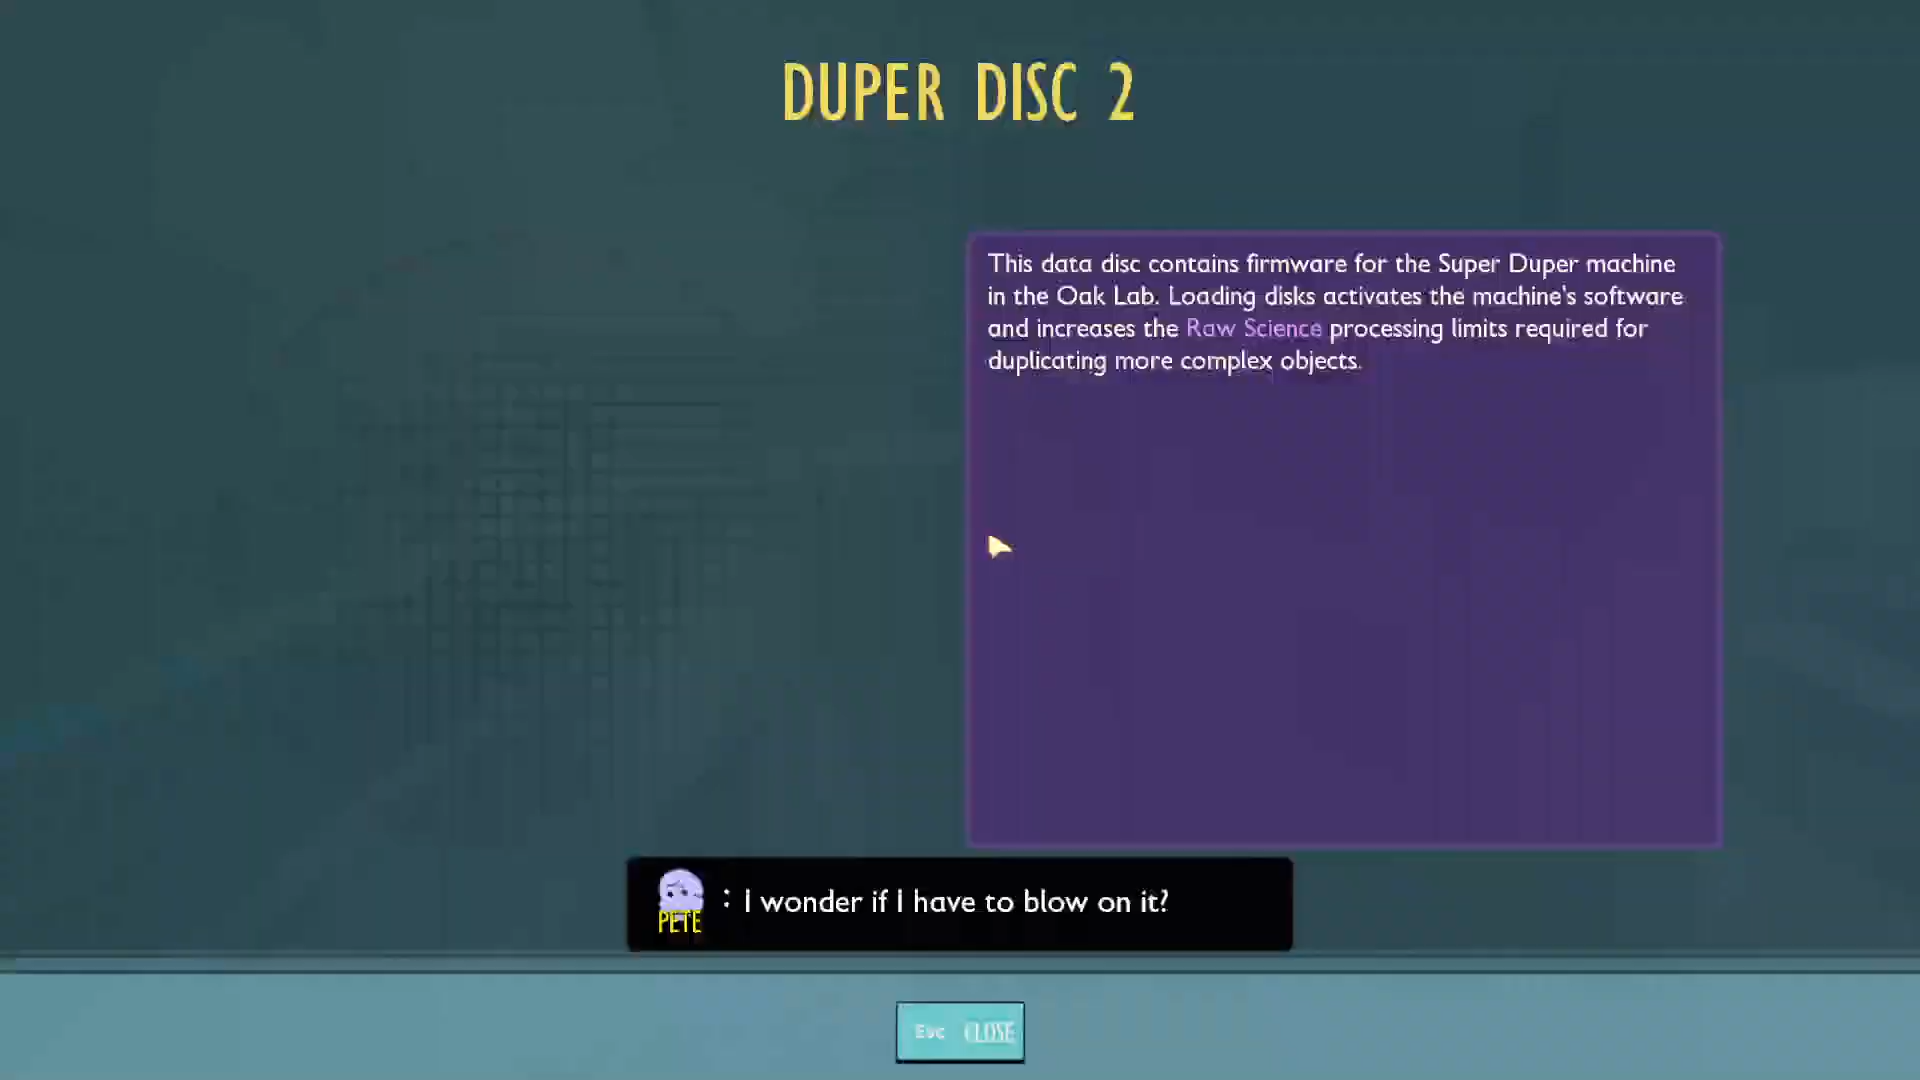 DUPER DISC 2
This data disc contains firmware for the Super Duper machine
in the Oak Lab. Loading disks activates the machine's software
and increases the Raw Science processing limits required for
duplicating more complex objects.
PETE : I wonder if I have to blow on it?
Esc CLOSE